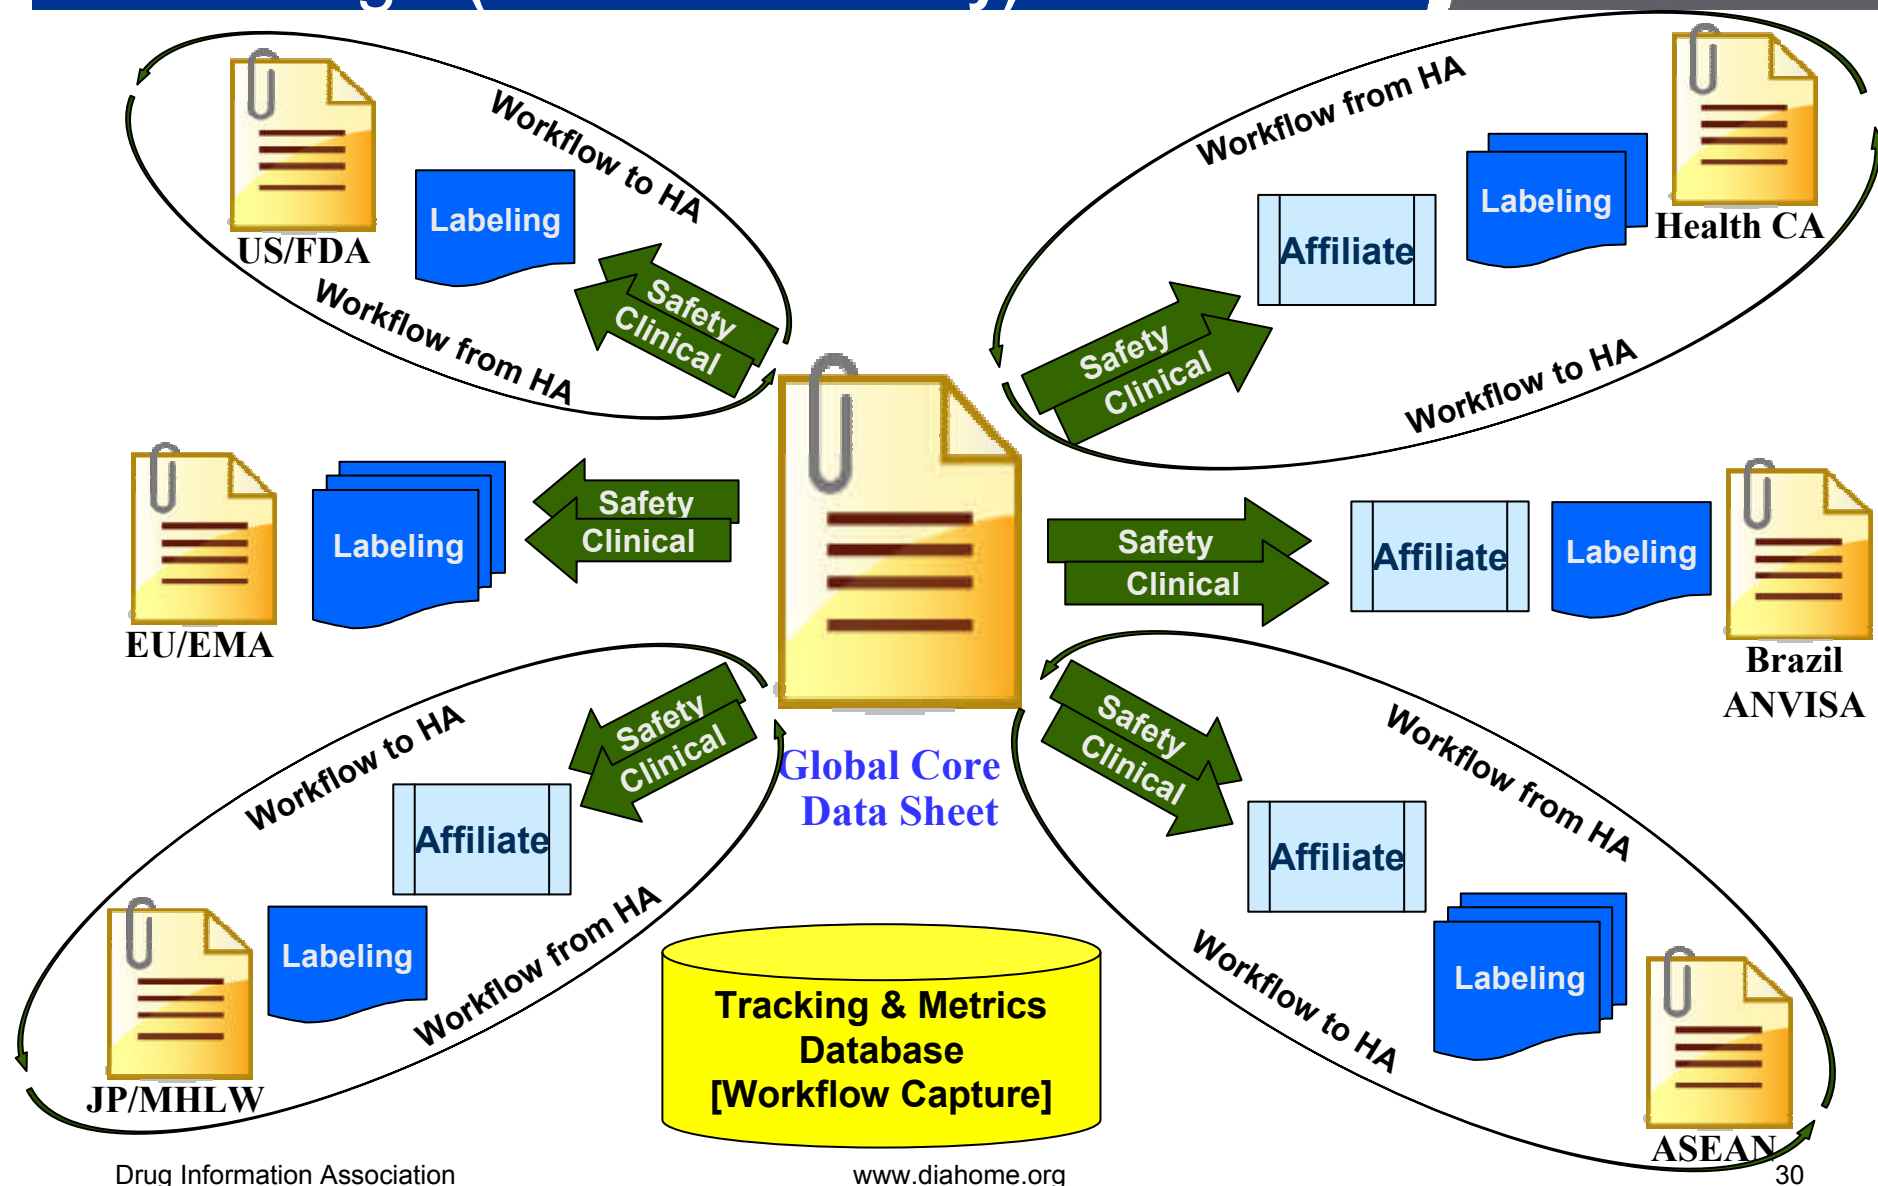 Workflow to HA
Labeling
US/FDA
Safety
Clinical
Workflow from HA
Workflow from HA
Labeling
Health CA
Affiliate
Safety
Clinical
Workflow to HA
Safety
Clinical
Labeling
EU/EMA
Safety
Clinical
Affiliate
Labeling
Brazil
ANVISA
Workflow to HA
Safety
Clinical
Affiliate
Labeling
Workflow from HA
JP/MHLW
Global Core
Data Sheet
Safety
Clinical
Workflow from HA
Affiliate
Labeling
Workflow to HA
ASEAN
Tracking & Metrics
Database
[Workflow Capture]
Drug Information Association
www.diahome.org
30